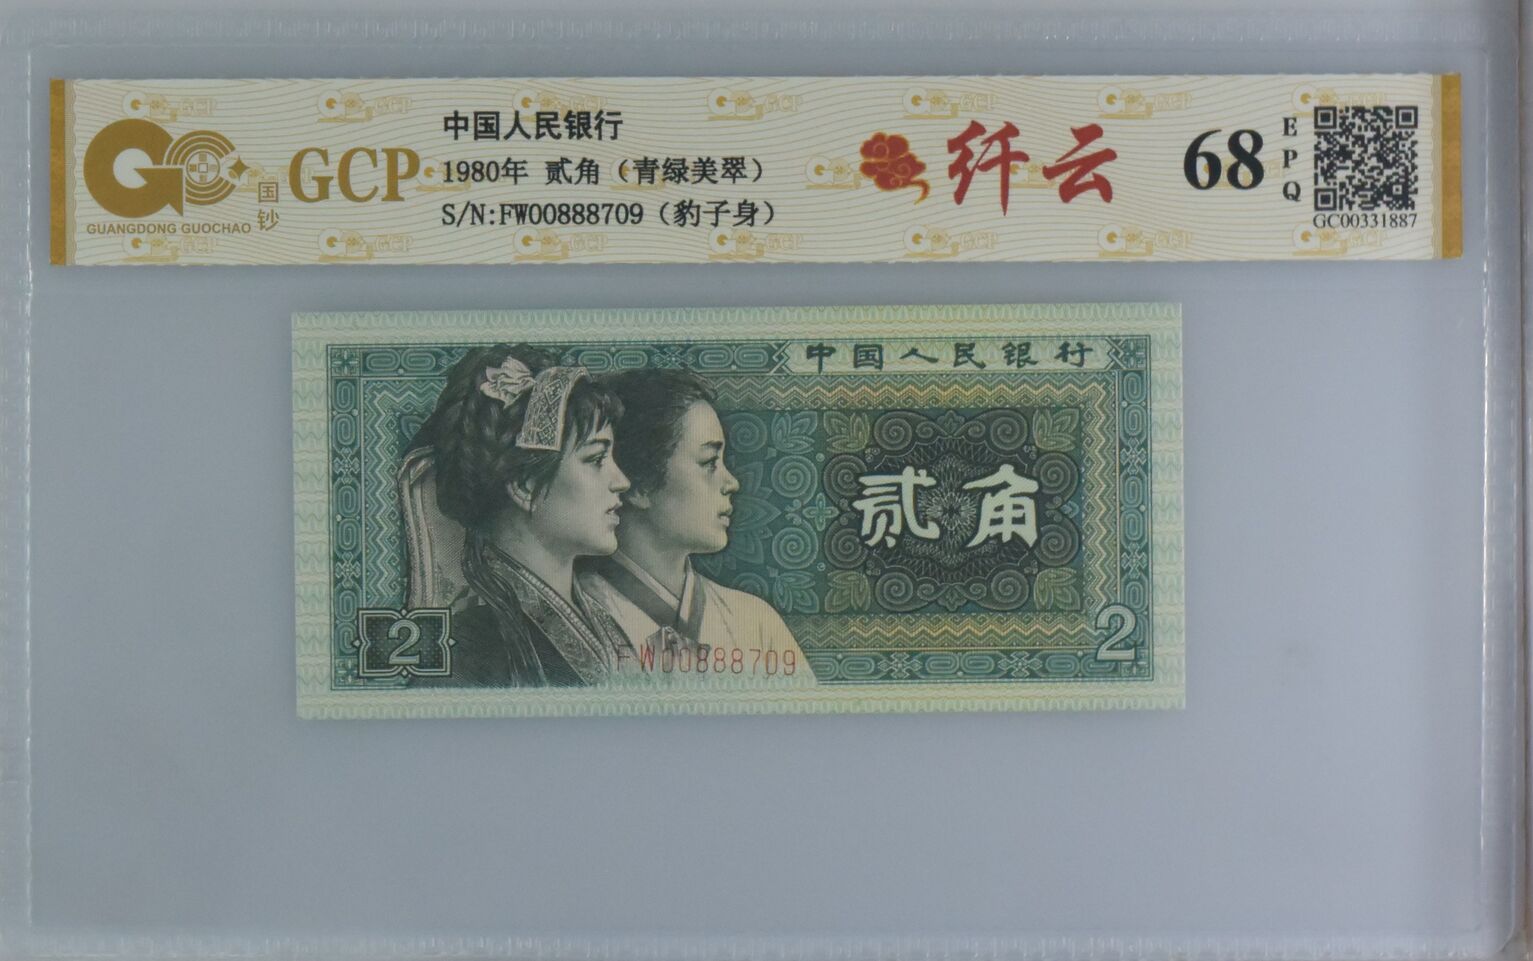 GUANGDONG GUOCHAO
国钞
GCP
中国人民银行
1980年 贰角（青绿美翠）
S/N:FW00888709（豹子身）
纤云
68
EPQ
GC00331887
中国人民银行
贰角
2
2
FW00888709